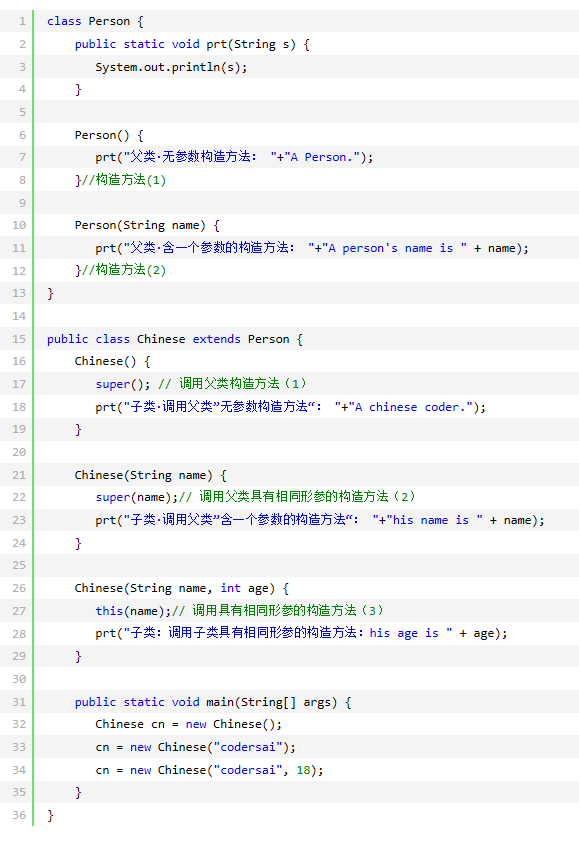 1 class Person {
2 public static void prt(String s) {
3 System.out.println(s);
4 }
5
6 Person() {
7 prt("父类·无参数构造方法： "+"A Person.");
8 }//构造方法(1)
9
10 Person(String name) {
11 prt("父类·含一个参数的构造方法： "+"A person's name is " + name);
12 }//构造方法(2)
13 }
14
15 public class Chinese extends Person {
16 Chinese() {
17 super(); // 调用父类构造方法（1）
18 prt("子类·调用父类”无参数构造方法“： "+"A chinese coder.");
19 }
20
21 Chinese(String name) {
22 super(name);// 调用父类具有相同形参的构造方法（2）
23 prt("子类·调用父类”含一个参数的构造方法“： "+"his name is " + name);
24 }
25
26 Chinese(String name, int age) {
27 this(name);// 调用具有相同形参的构造方法（3）
28 prt("子类：调用子类具有相同形参的构造方法：his age is " + age);
29 }
30
31 public static void main(String[] args) {
32 Chinese cn = new Chinese();
33 cn = new Chinese("codersai");
34 cn = new Chinese("codersai", 18);
35 }
36 }